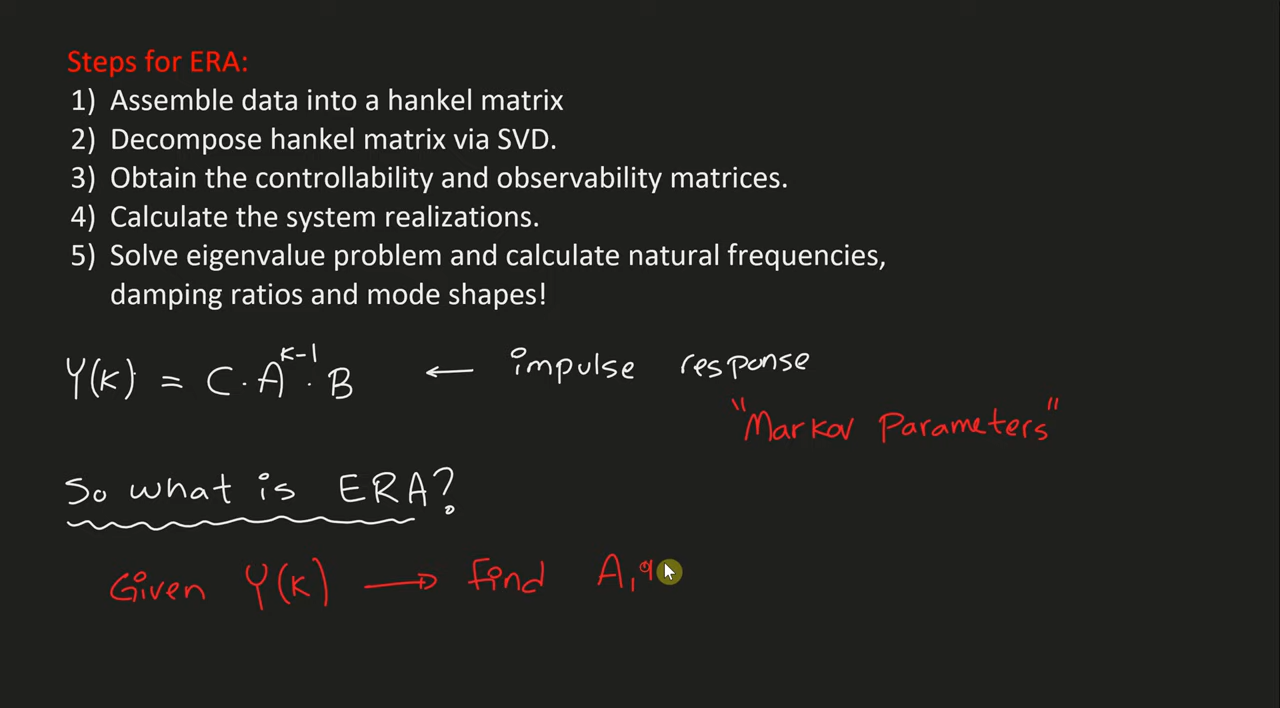 Steps for ERA:
1) Assemble data into a hankel matrix
2) Decompose hankel matrix via SVD.
3) Obtain the controllability and observability matrices.
4) Calculate the system realizations.
5) Solve eigenvalue problem and calculate natural frequencies,
damping ratios and mode shapes!
Y(k) = C·A^{k-1}·B ← impulse response
"Markov Parameters"
So what is ERA?
Given Y(k) → find A,